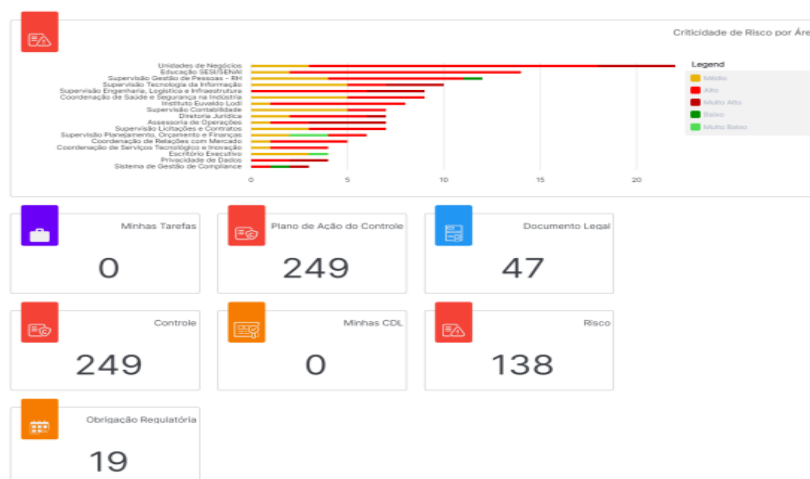 Criticidade de Risco por Áre
Unidades de Negócios
Educação SESI/SENAI
Supervisão Gestão de Pessoas - RH
Supervisão Tecnologia da Informação
Supervisão Engenharia, Logística e Infraestrutura
Coordenação de Saúde e Segurança na Indústria
Instituto Euvaldo Lodi
Supervisão Contabilidade
Diretoria Jurídica
Assessoria de Operações
Supervisão Licitações e Contratos
Supervisão Planejamento, Orçamento e Finanças
Coordenação de Relações com Mercado
Coordenação de Serviços Tecnológicos e Inovação
Escritório Executivo
Privacidade de Dados
Sistema de Gestão de Compliance
0 5 10 15 20
Legend
Médio
Alto
Muito Alto
Baixo
Muito Baixo
Minhas Tarefas
0
Plano de Ação do Controle
249
Documento Legal
47
Controle
249
Minhas CDL
0
Risco
138
Obrigação Regulatória
19